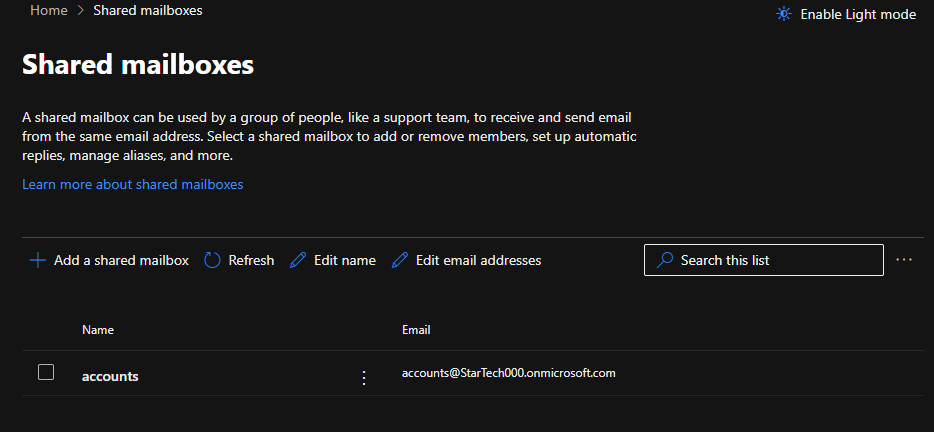 Home > Shared mailboxes
Enable Light mode
Shared mailboxes
A shared mailbox can be used by a group of people, like a support team, to receive and send email
from the same email address. Select a shared mailbox to add or remove members, set up automatic
replies, manage aliases, and more.
Learn more about shared mailboxes
Add a shared mailbox Refresh Edit name Edit email addresses Search this list
Name Email
accounts accounts@StarTech000.onmicrosoft.com